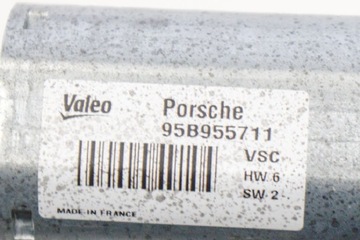 Valeo Porsche
95B955711
VSC
HW 6
SW 2
MADE IN FRANCE